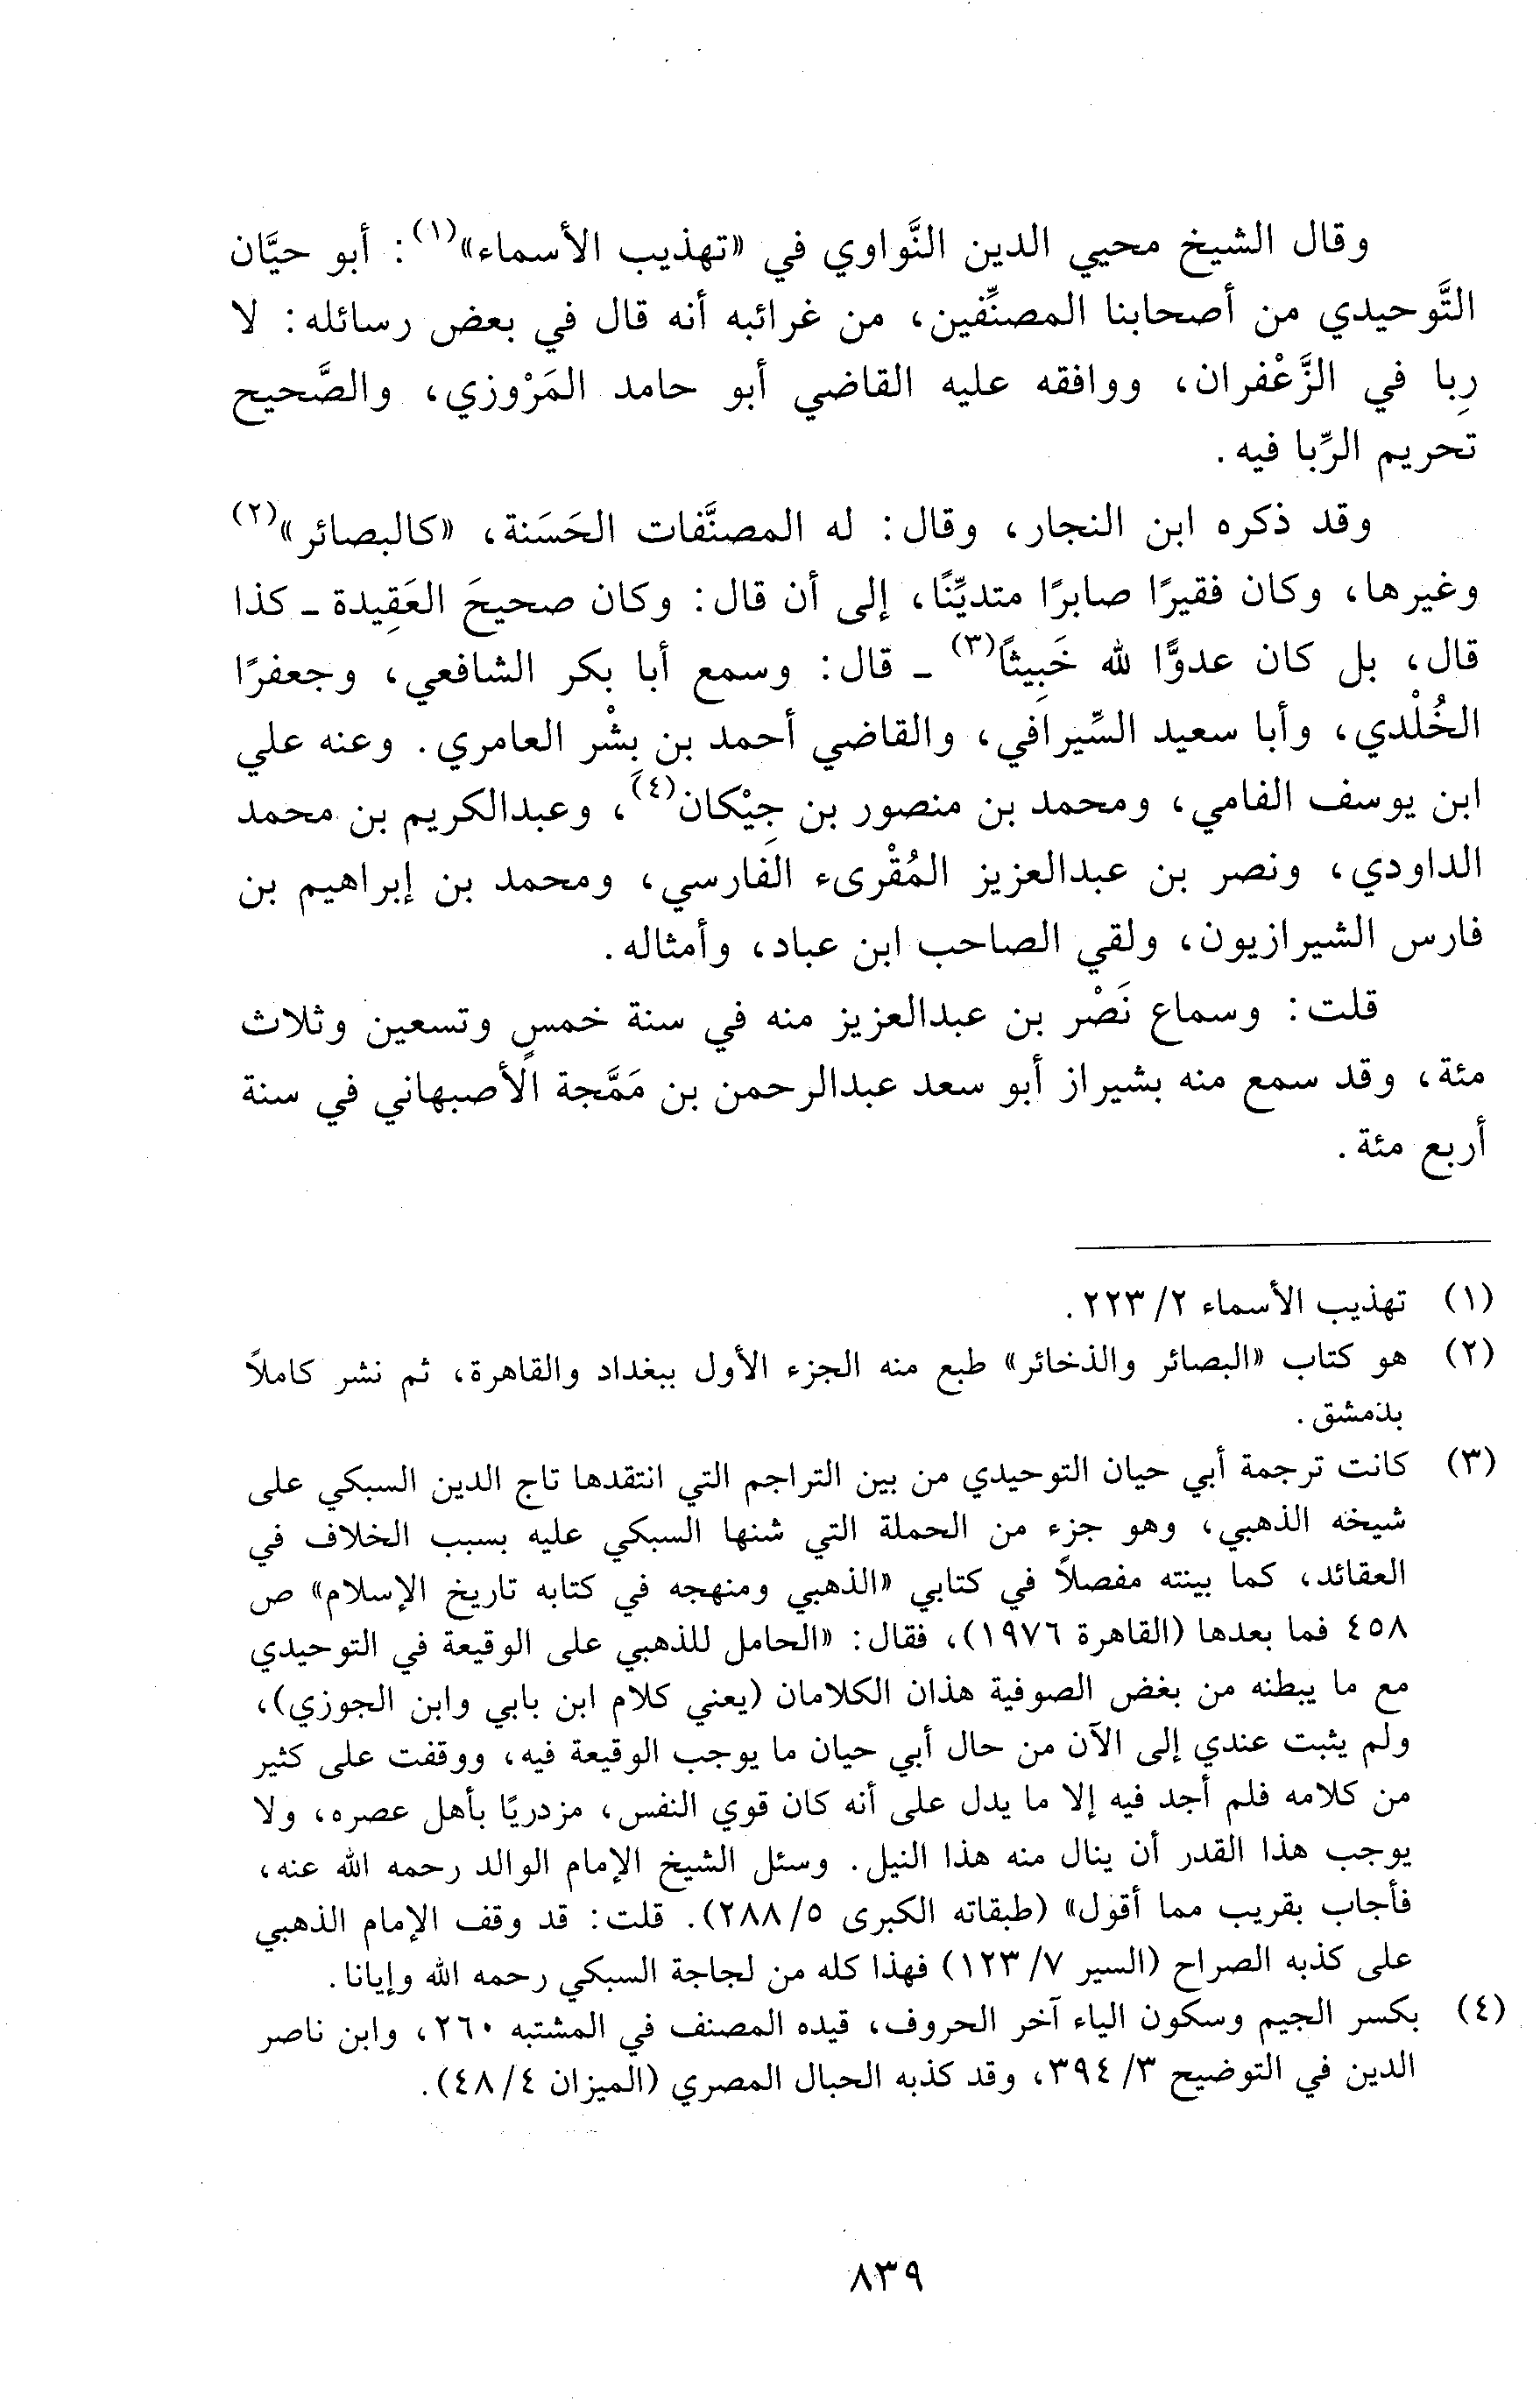 وقال الشيخ محيي الدين النَّواوي في «تهذيب الأسماء»(١): أبو حيَّان
التَّوحيدي من أصحابنا المصنِّفين، من غرائبه أنه قال في بعض رسائله: لا
رِبا في الزَّعْفران، ووافقه عليه القاضي أبو حامد المَرْوزي، والصَّحيح
تحريم الرِّبا فيه.
وقد ذكره ابن النجار، وقال: له المصنَّفات الحَسَنة، «كالبصائر»(٢)
وغيرها، وكان فقيرًا صابرًا متديِّنًا، إلى أن قال: وكان صحيحَ العَقِيدة ـ كذا
قال، بل كان عدوًّا لله خَبِيثًا(٣) ـ قال: وسمع أبا بكر الشافعي، وجعفرًا
الخُلْدي، وأبا سعيد السِّيرافي، والقاضي أحمد بن بِشْر العامري. وعنه علي
ابن يوسف الفامي، ومحمد بن منصور بن جِيْكان(٤)، وعبدالكريم بن محمد
الداودي، ونصر بن عبدالعزيز المُقْرىء الفارسي، ومحمد بن إبراهيم بن
فارس الشيرازيون، ولقي الصاحب ابن عباد، وأمثاله.
قلت: وسماع نَصْر بن عبدالعزيز منه في سنة خمسٍ وتسعين وثلاث
مئة، وقد سمع منه بشيراز أبو سعد عبدالرحمن بن مَمَّجة الأصبهاني في سنة
أربع مئة.
(١) تهذيب الأسماء ٢/ ٢٢٣.
(٢) هو كتاب «البصائر والذخائر» طبع منه الجزء الأول ببغداد والقاهرة، ثم نشر كاملاً
بدمشق.
(٣) كانت ترجمة أبي حيان التوحيدي من بين التراجم التي انتقدها تاج الدين السبكي على
شيخه الذهبي، وهو جزء من الحملة التي شنها السبكي عليه بسبب الخلاف في
العقائد، كما بينته مفصلاً في كتابي «الذهبي ومنهجه في كتابه تاريخ الإسلام» ص
٤٥٨ فما بعدها (القاهرة ١٩٧٦)، فقال: «الحامل للذهبي على الوقيعة في التوحيدي
مع ما يبطنه من بغض الصوفية هذان الكلامان (يعني كلام ابن بابي وابن الجوزي)،
ولم يثبت عندي إلى الآن من حال أبي حيان ما يوجب الوقيعة فيه، ووقفت على كثير
من كلامه فلم أجد فيه إلا ما يدل على أنه كان قوي النفس، مزدريًا بأهل عصره، ولا
يوجب هذا القدر أن ينال منه هذا النيل. وسئل الشيخ الإمام الوالد رحمه الله عنه،
فأجاب بقريب مما أقول» (طبقاته الكبرى ٥/ ٢٨٨). قلت: قد وقف الإمام الذهبي
على كذبه الصراح (السير ٧/ ١٢٣) فهذا كله من لجاجة السبكي رحمه الله وإيانا.
(٤) بكسر الجيم وسكون الياء آخر الحروف، قيده المصنف في المشتبه ٢٦٠، وابن ناصر
الدين في التوضيح ٣/ ٣٩٤، وقد كذبه الحبال المصري (الميزان ٤/ ٤٨).
٨٣٩